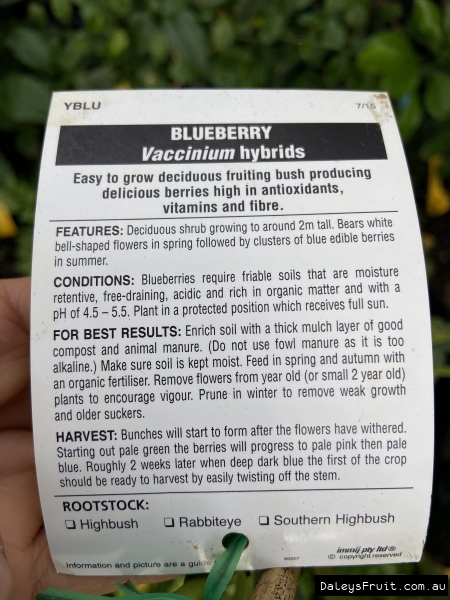 YBLU 7/15
BLUEBERRY
Vaccinium hybrids
Easy to grow deciduous fruiting bush producing
delicious berries high in antioxidants,
vitamins and fibre.
FEATURES: Deciduous shrub growing to around 2m tall. Bears white
bell-shaped flowers in spring followed by clusters of blue edible berries
in summer.
CONDITIONS: Blueberries require friable soils that are moisture
retentive, free-draining, acidic and rich in organic matter and with a
pH of 4.5 – 5.5. Plant in a protected position which receives full sun.
FOR BEST RESULTS: Enrich soil with a thick mulch layer of good
compost and animal manure. (Do not use fowl manure as it is too
alkaline.) Make sure soil is kept moist. Feed in spring and autumn with
an organic fertiliser. Remove flowers from year old (or small 2 year old)
plants to encourage vigour. Prune in winter to remove weak growth
and older suckers.
HARVEST: Bunches will start to form after the flowers have withered.
Starting out pale green the berries will progress to pale pink then pale
blue. Roughly 2 weeks later when deep dark blue the first of the crop
should be ready to harvest by easily twisting off the stem.
ROOTSTOCK:
❑ Highbush ❑ Rabbiteye ❑ Southern Highbush
immij pty ltd ®
Information and picture are a guide © copyright reserved
DaleysFruit.com.au